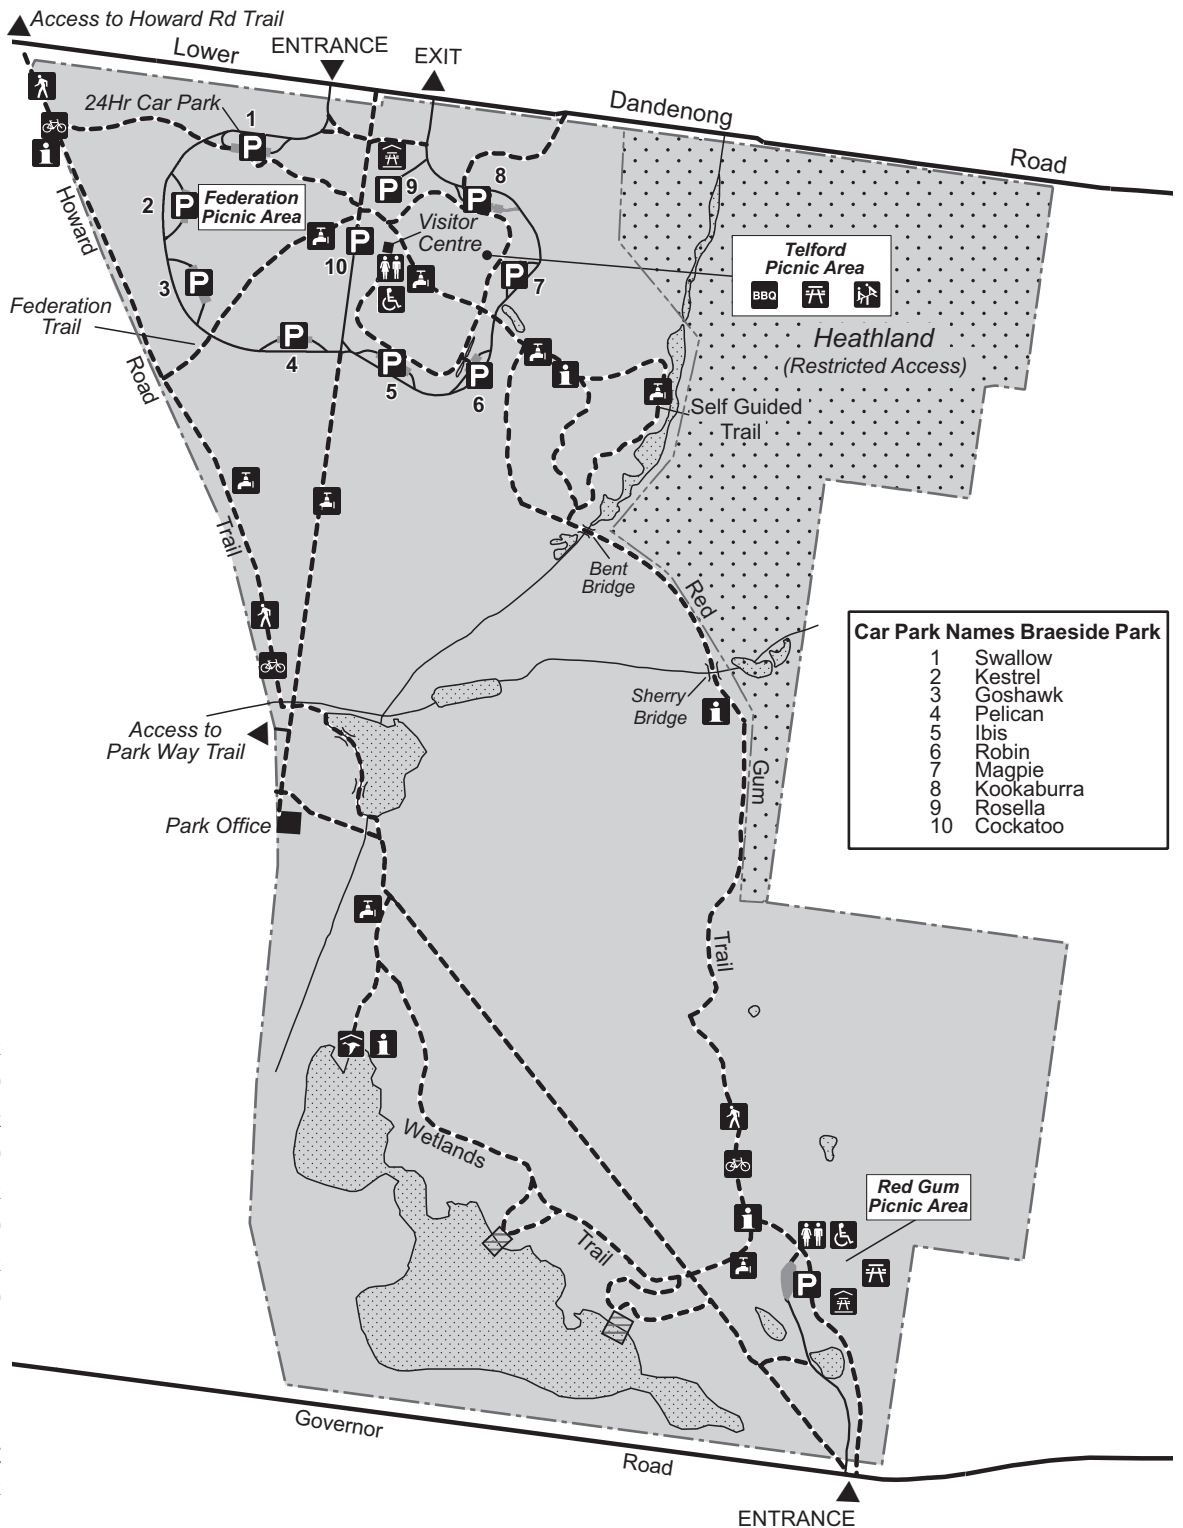 Access to Howard Rd Trail
Lower
ENTRANCE
EXIT
Dandenong
Road
24Hr Car Park
1
P
i
2
P
Federation
Picnic Area
P
9
8
P
Visitor
Centre
P
10
Telford
Picnic Area
BBQ
Howard
3
P
P
7
Federation
Trail
Heathland
(Restricted Access)
P
4
P
5
P
6
i
Road
Self Guided
Trail
Trail
Bent
Bridge
Red
Car Park Names Braeside Park
1 Swallow
2 Kestrel
3 Goshawk
4 Pelican
5 Ibis
6 Robin
7 Magpie
8 Kookaburra
9 Rosella
10 Cockatoo
Sherry
Bridge
i
Access to
Park Way Trail
Gum
Park Office
Trail
i
Wetlands
Trail
Red Gum
Picnic Area
i
P
Governor
Road
ENTRANCE